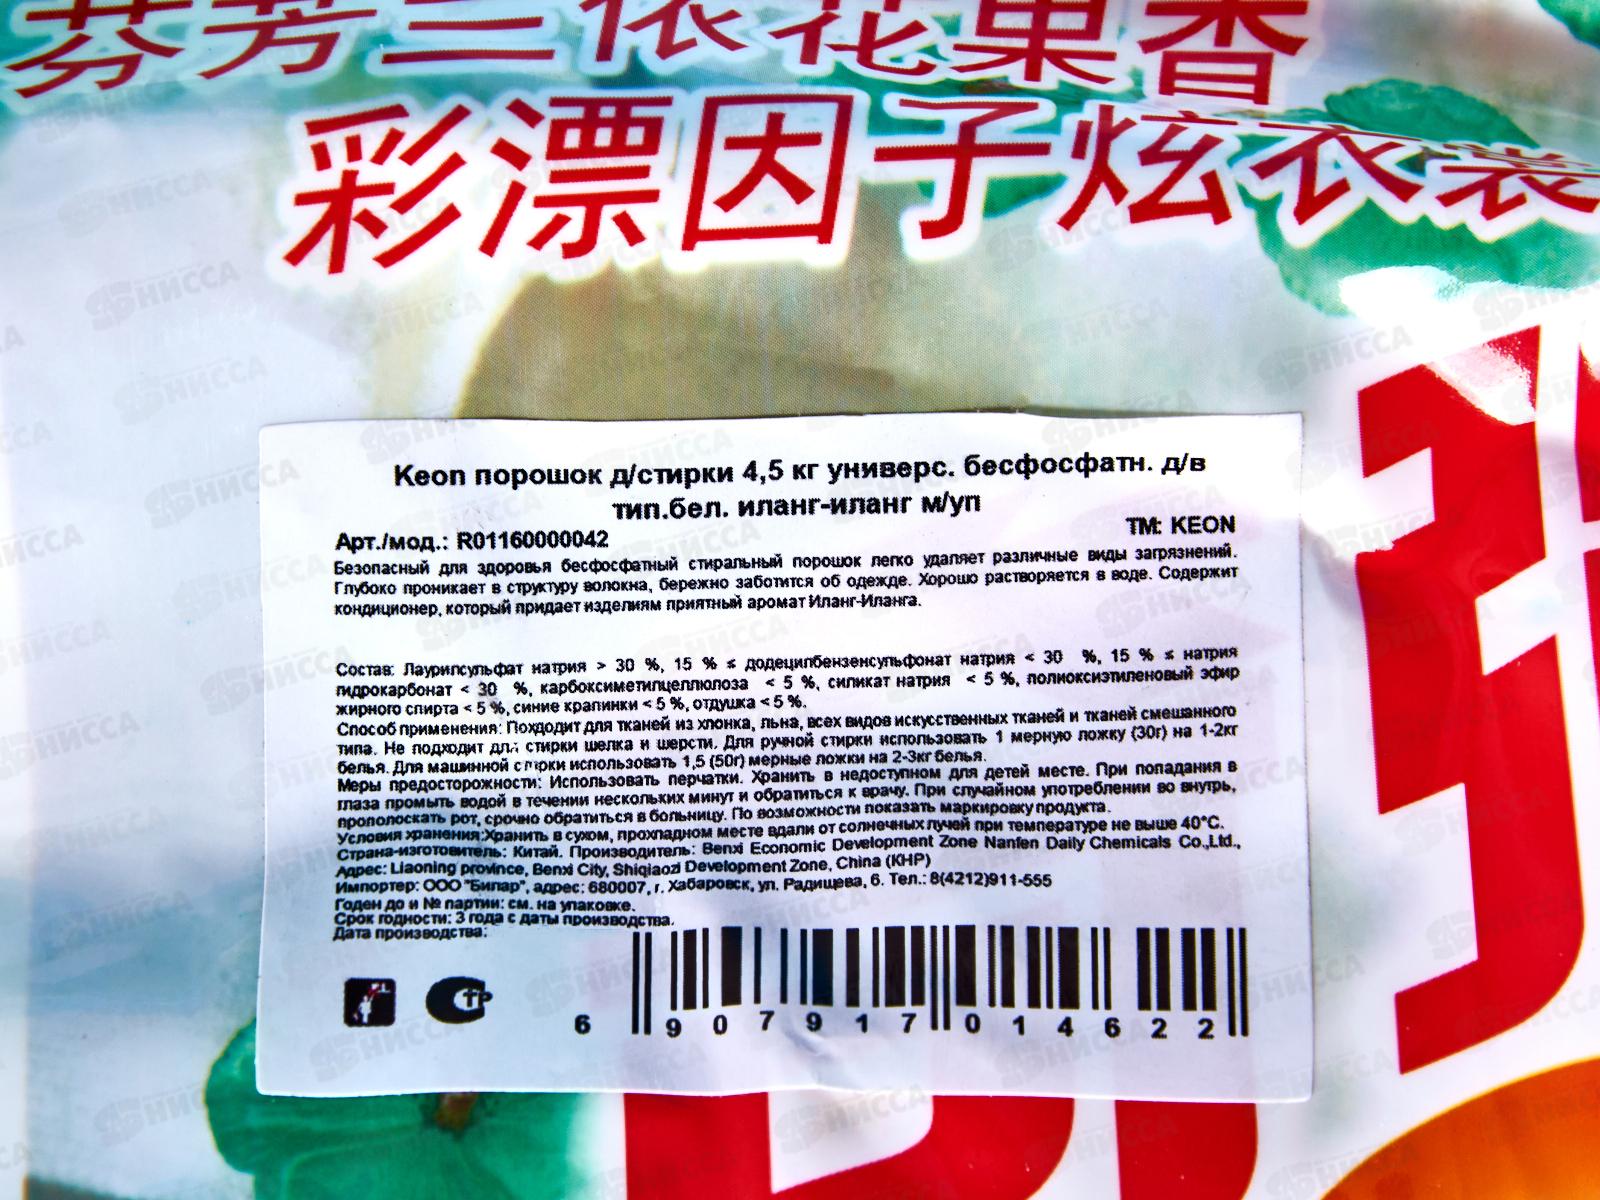 芬芳兰依花果香
彩漂因子炫衣裳
Keon порошок д/стирки 4,5 кг универс. бесфосфатн. д/в
тип.бел. иланг-иланг м/уп
Арт./мод.: R01160000042
ТМ: KEON
Безопасный для здоровья бесфосфатный стиральный порошок легко удаляет различные виды загрязнений.
Глубоко проникает в структуру волокна, бережно заботится об одежде. Хорошо растворяется в воде. Содержит
кондиционер, который придает изделиям приятный аромат Иланг-Иланга.
Состав: Лаурилсульфат натрия > 30 %, 15 % ≤ додецилбензенсульфонат натрия < 30 %, 15 % ≤ натрия
гидрокарбонат < 30 %, карбоксиметилцеллюлоза < 5 %, силикат натрия < 5 %, полиоксиэтиленовый эфир
жирного спирта < 5 %, синие крапинки < 5 %, отдушка < 5 %.
Способ применения: Похдодит для тканей из хлопка, льна, всех видов искусственных тканей и тканей смешанного
типа. Не подходит для стирки шелка и шерсти. Для ручной стирки использовать 1 мерную ложку (30г) на 1-2кг
белья. Для машинной стирки использовать 1,5 (50г) мерные ложки на 2-3кг белья.
Меры предосторожности: Использовать перчатки. Хранить в недоступном для детей месте. При попадания в
глаза промыть водой в течении нескольких минут и обратиться к врачу. При случайном употреблении во внутрь,
прополоскать рот, срочно обратиться в больницу. По возможности показать маркировку продукта.
Условия хранения:Хранить в сухом, прохладном месте вдали от солнечных лучей при температуре не выше 40°С.
Страна-изготовитель: Китай. Производитель: Benxi Economic Development Zone Nanfen Daily Chemicals Co.,Ltd.,
Адрес: Liaoning province, Benxi City, Shiqiaozi Development Zone, China (КНР)
Импортер: ООО "Билар", адрес: 680007, г. Хабаровск, ул. Радищева, 6. Тел.: 8(4212)911-555
Годен до и № партии: см. на упаковке.
Срок годности: 3 года с даты производства.
Дата производства:
СТР
6 907917 014622
НИССА